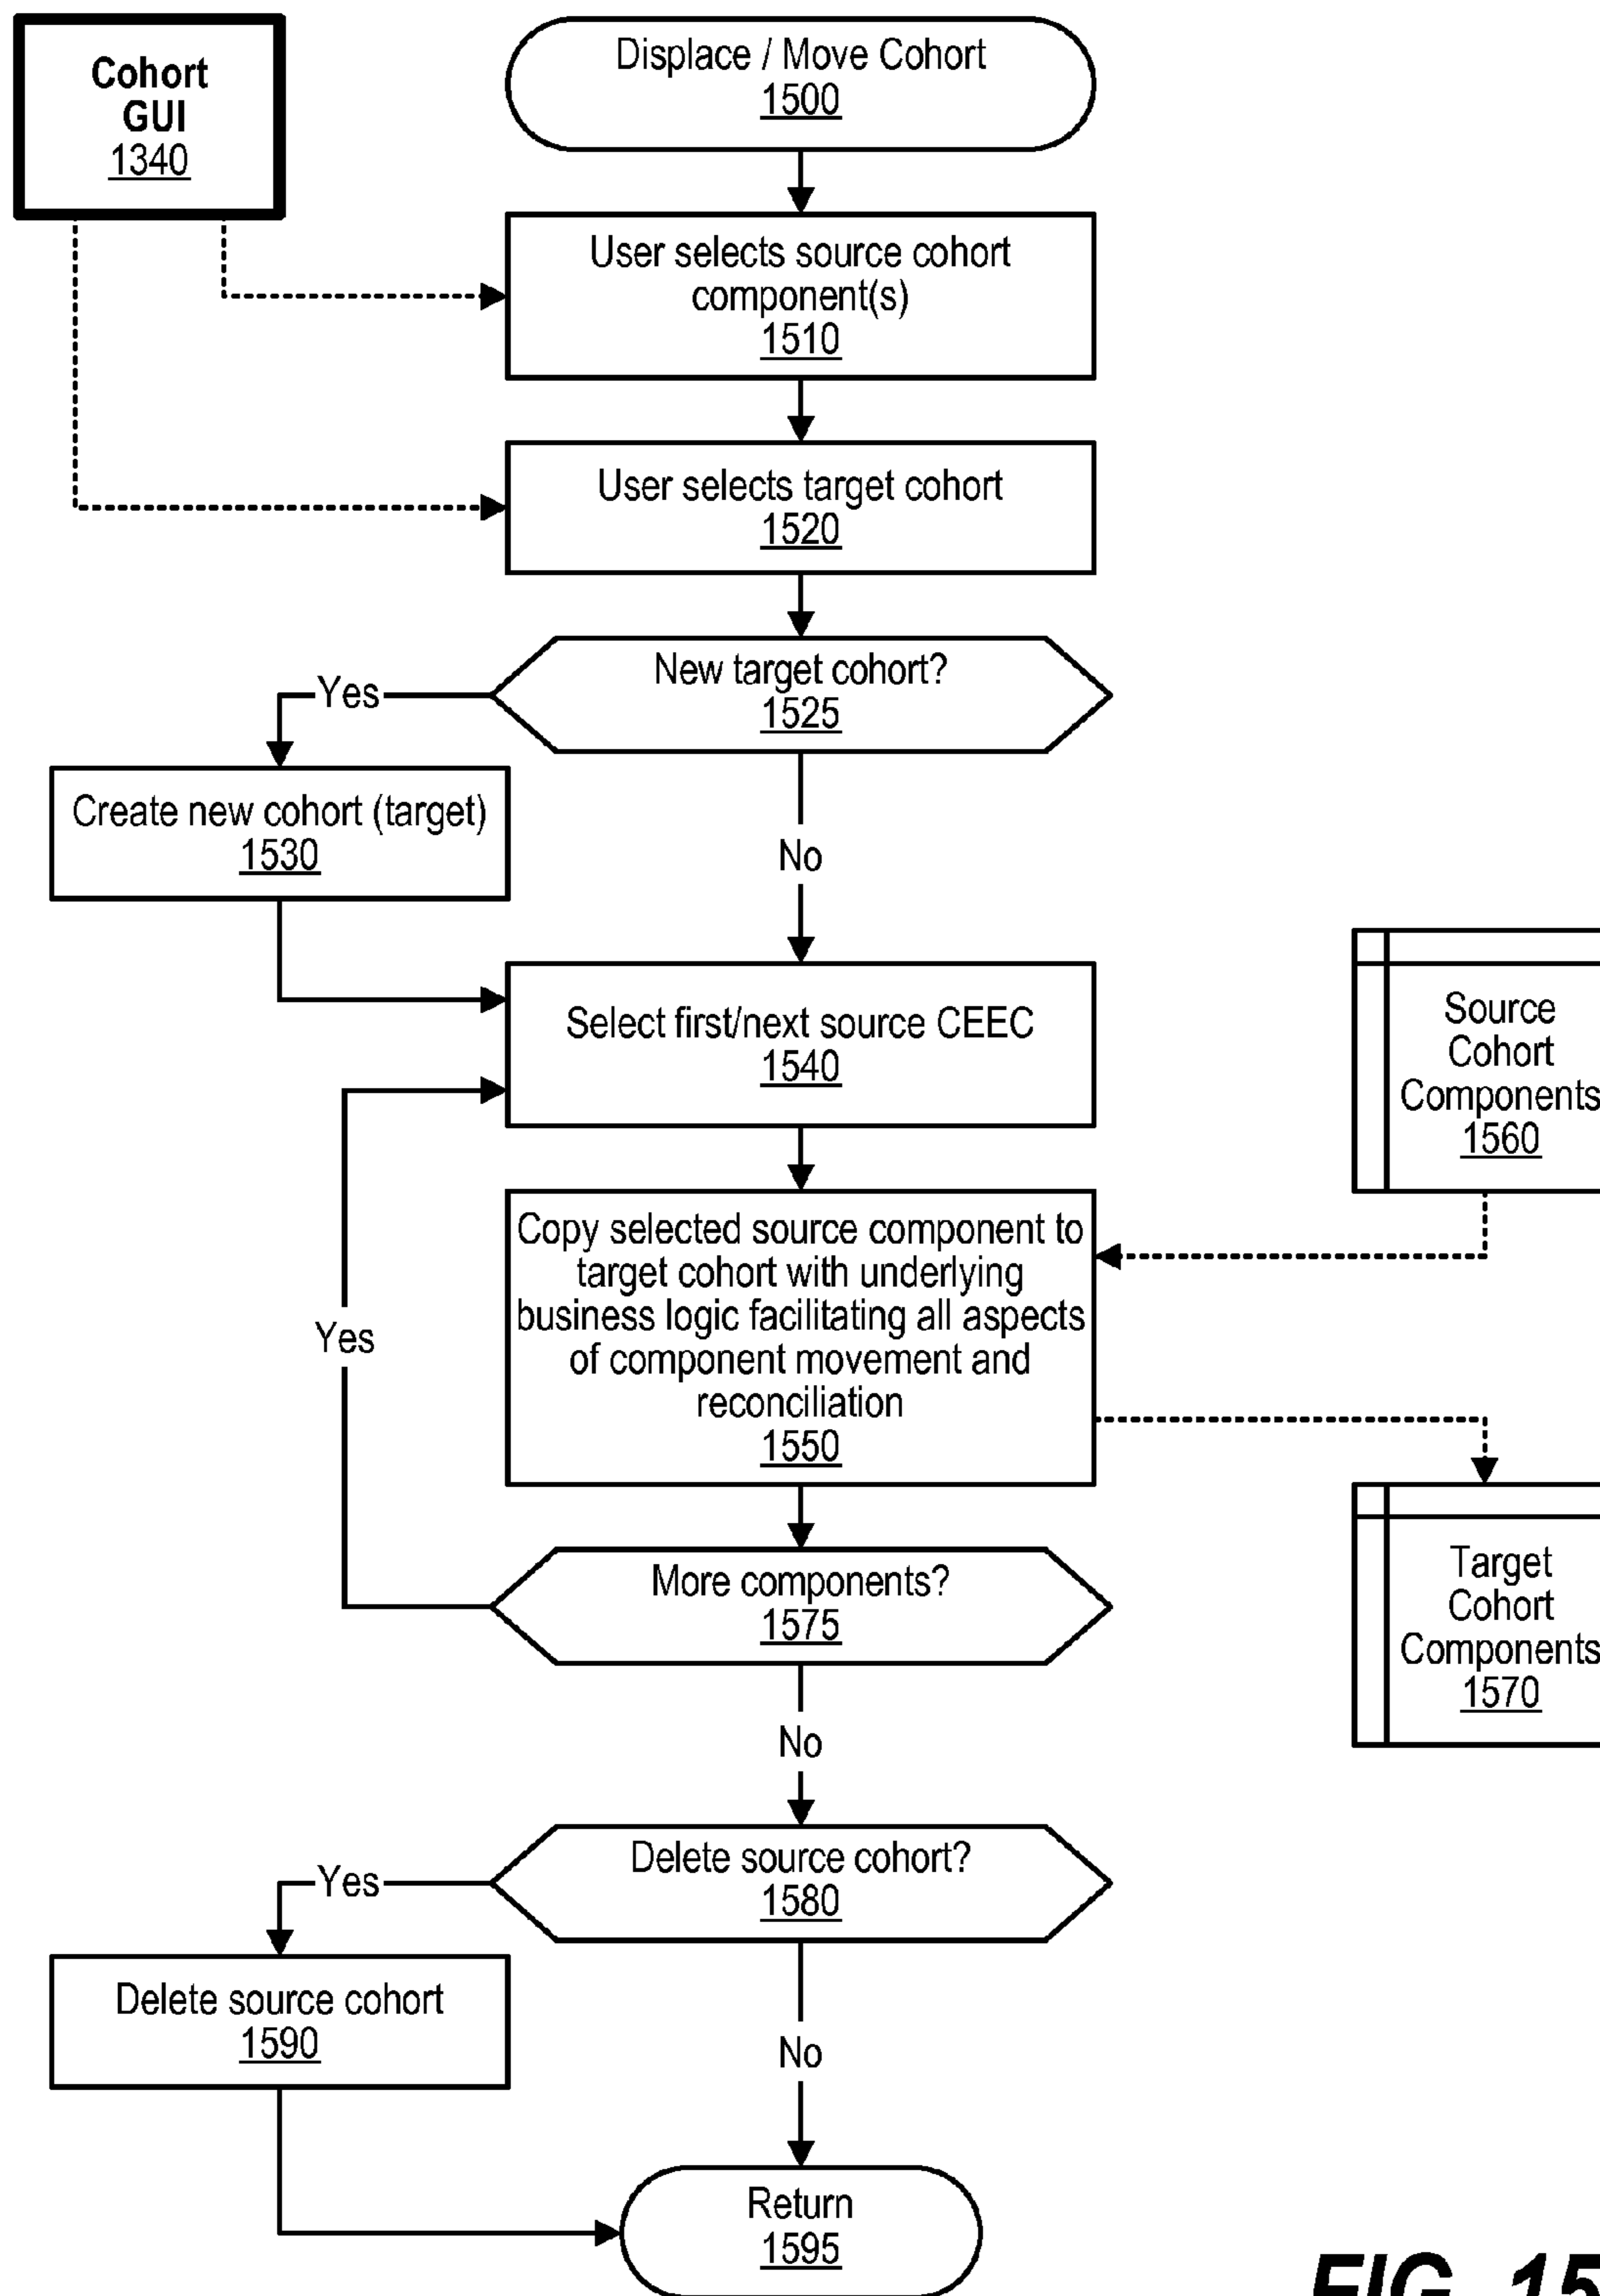 Cohort
GUI
1340
Displace / Move Cohort
1500
User selects source cohort
component(s)
1510
User selects target cohort
1520
New target cohort?
1525
Yes
No
Create new cohort (target)
1530
Select first/next source CEEC
1540
Source
Cohort
Components
1560
Copy selected source component to
target cohort with underlying
business logic facilitating all aspects
of component movement and
reconciliation
1550
Yes
Target
Cohort
Components
1570
More components?
1575
No
Delete source cohort?
1580
Yes
No
Delete source cohort
1590
Return
1595
FIG. 15